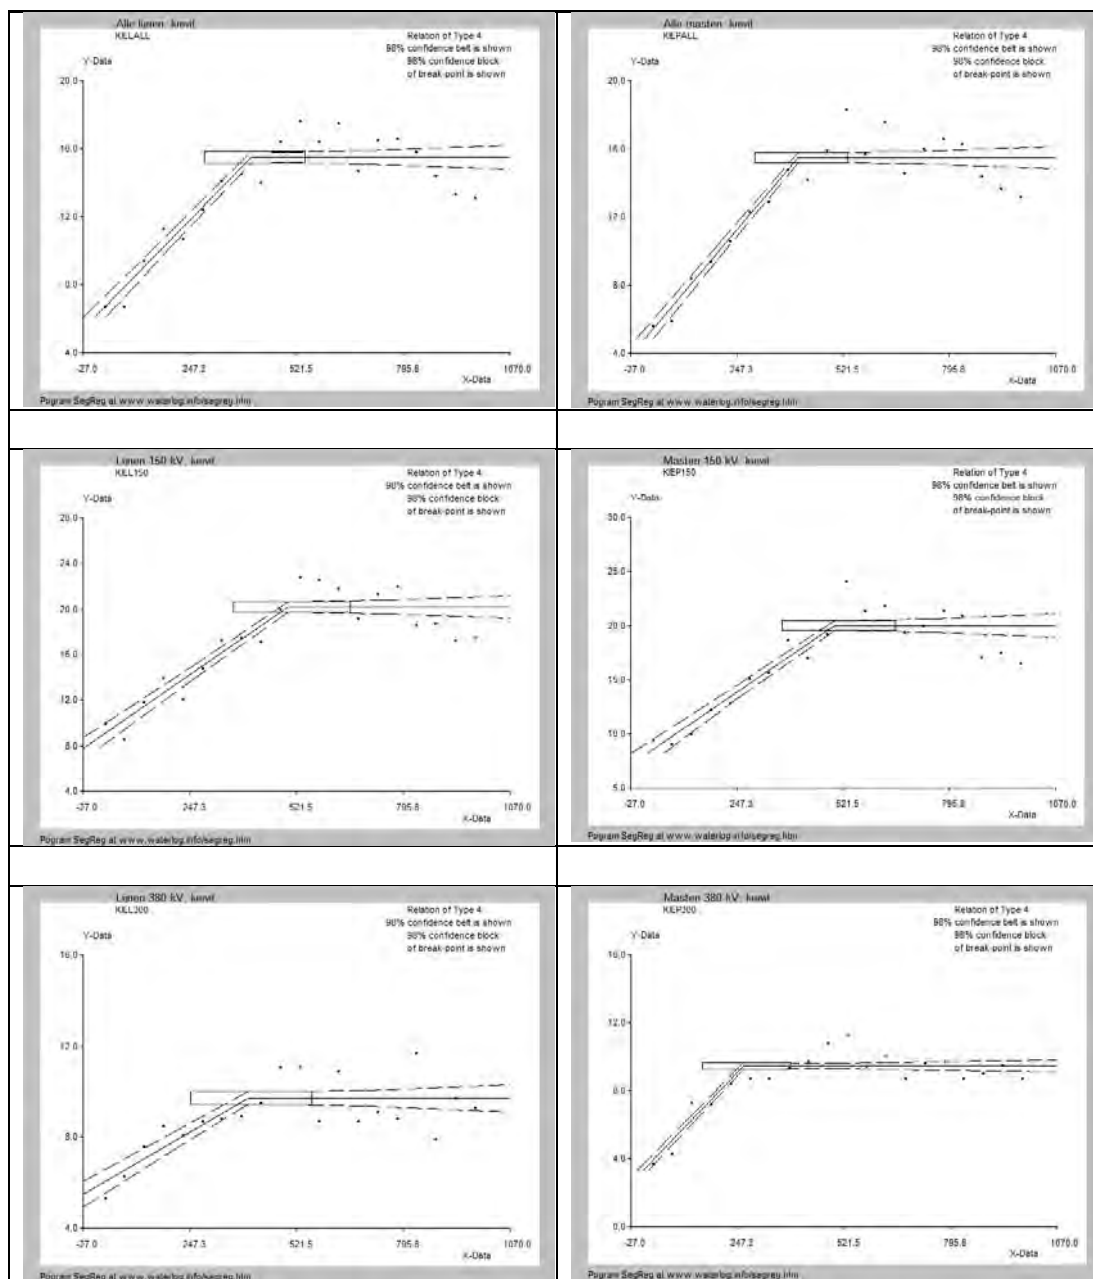 Alle lijnen, kievit
KIELALL
Relation of Type 4
98% confidence belt is shown
98% confidence block
of break-point is shown
Y-Data
20.0
16.0
12.0
8.0
4.0
-27.0 247.3 521.5 795.8 1070.0
X-Data
Pogram SegReg at www.waterlog.info/segreg.htm
Alle masten, kievit
KIEPALL
Relation of Type 4
98% confidence belt is shown
98% confidence block
of break-point is shown
Y-Data
20.0
16.0
12.0
8.0
4.0
-27.0 247.3 521.5 795.8 1070.0
X-Data
Pogram SegReg at www.waterlog.info/segreg.htm
Lijnen 150 kV, kievit
KIEL150
Relation of Type 4
98% confidence belt is shown
98% confidence block
of break-point is shown
Y-Data
28.0
24.0
20.0
16.0
12.0
8.0
4.0
-27.0 247.3 521.5 795.8 1070.0
X-Data
Pogram SegReg at www.waterlog.info/segreg.htm
Masten 150 kV, kievit
KIEP150
Relation of Type 4
98% confidence belt is shown
98% confidence block
of break-point is shown
Y-Data
30.0
25.0
20.0
15.0
10.0
5.0
-27.0 247.3 521.5 795.8 1070.0
X-Data
Pogram SegReg at www.waterlog.info/segreg.htm
Lijnen 380 kV, kievit
KIEL380
Relation of Type 4
98% confidence belt is shown
98% confidence block
of break-point is shown
Y-Data
16.0
12.0
8.0
4.0
-27.0 247.3 521.5 795.8 1070.0
X-Data
Pogram SegReg at www.waterlog.info/segreg.htm
Masten 380 kV, kievit
KIEP380
Relation of Type 4
98% confidence belt is shown
98% confidence block
of break-point is shown
Y-Data
16.0
12.0
8.0
4.0
0.0
-27.0 247.3 521.5 795.8 1070.0
X-Data
Pogram SegReg at www.waterlog.info/segreg.htm